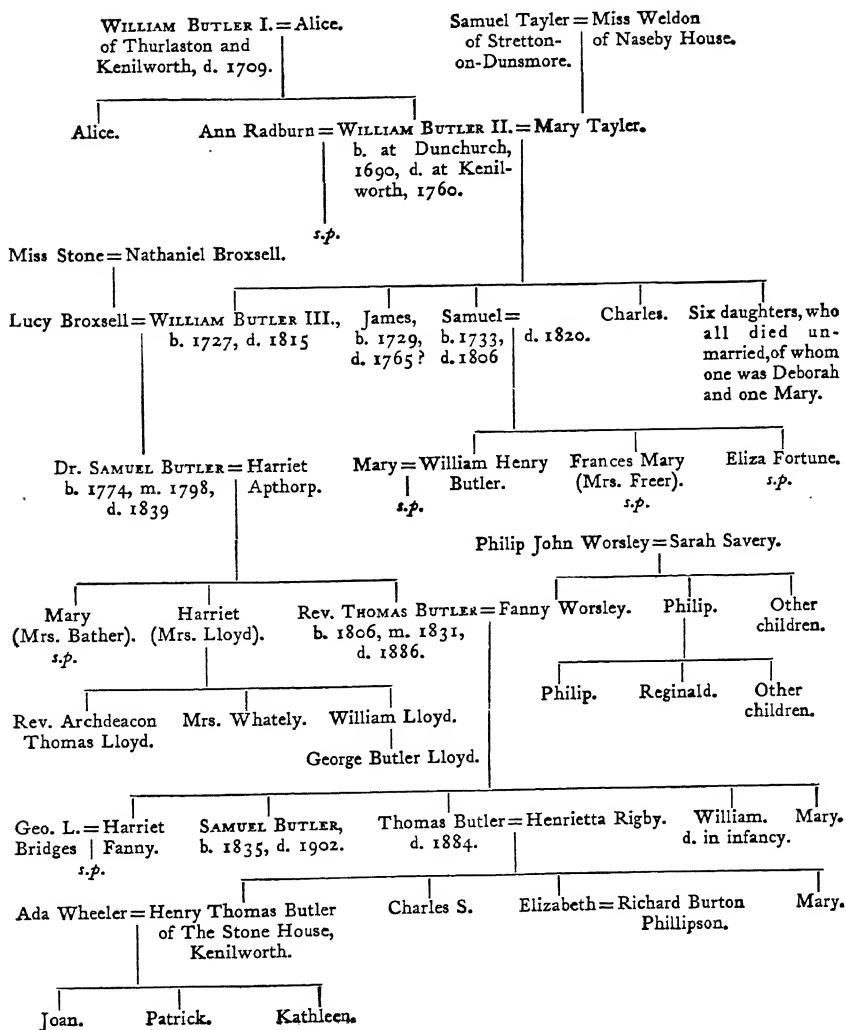 WILLIAM BUTLER I. = Alice.
of Thurlaston and
Kenilworth, d. 1709.
Samuel Tayler = Miss Weldon
of Stretton- of Naseby House.
on-Dunsmore.
Alice.
Ann Radburn = WILLIAM BUTLER II. = Mary Tayler.
b. at Dunchurch,
1690, d. at Kenil-
worth, 1760.
s.p.
Miss Stone = Nathaniel Broxsell.
Lucy Broxsell = WILLIAM BUTLER III.,
b. 1727, d. 1815
James,
b. 1729,
d. 1765?
Samuel =
b. 1733, d. 1820.
d. 1806
Charles.
Six daughters, who
all died un-
married, of whom
one was Deborah
and one Mary.
Dr. SAMUEL BUTLER = Harriet
b. 1774, m. 1798, Apthorp.
d. 1839
Mary = William Henry
Butler.
s.p.
Frances Mary
(Mrs. Freer).
s.p.
Eliza Fortune.
s.p.
Philip John Worsley = Sarah Savery.
Mary
(Mrs. Bather).
s.p.
Harriet
(Mrs. Lloyd).
Rev. THOMAS BUTLER = Fanny Worsley.
b. 1806, m. 1831,
d. 1886.
Philip.
Other
children.
Philip.
Reginald.
Other
children.
Rev. Archdeacon
Thomas Lloyd.
Mrs. Whately.
William Lloyd.
George Butler Lloyd.
Geo. L. = Harriet
Bridges Fanny.
s.p.
SAMUEL BUTLER,
b. 1835, d. 1902.
Thomas Butler = Henrietta Rigby.
d. 1884.
William.
d. in infancy.
Mary.
Ada Wheeler = Henry Thomas Butler
of The Stone House,
Kenilworth.
Charles S.
Elizabeth = Richard Burton
Phillipson.
Mary.
Joan.
Patrick.
Kathleen.